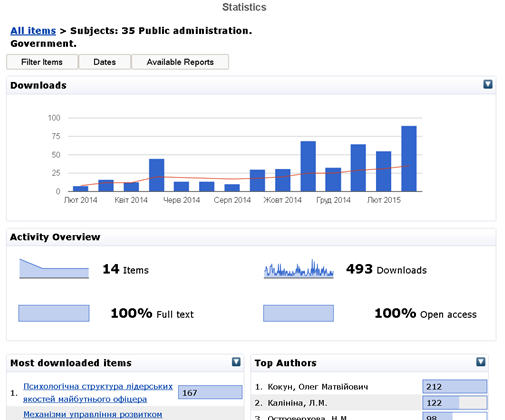 Statistics
All items > Subjects: 35 Public administration.
Government.
Filter Items Dates Available Reports
Downloads
100
75
50
25
0
Лют 2014 Квіт 2014 Черв 2014 Серп 2014 Жовт 2014 Груд 2014 Лют 2015
Activity Overview
14 Items 493 Downloads
100% Full text 100% Open access
Most downloaded items
1. Психологічна структура лідерських 167
якостей майбутнього офіцера
Механізми управління розвитком
Top Authors
1. Кокун, Олег Матвійович 212
2. Калініна, Л.М. 122
3. Островерхова, Н.М. 98